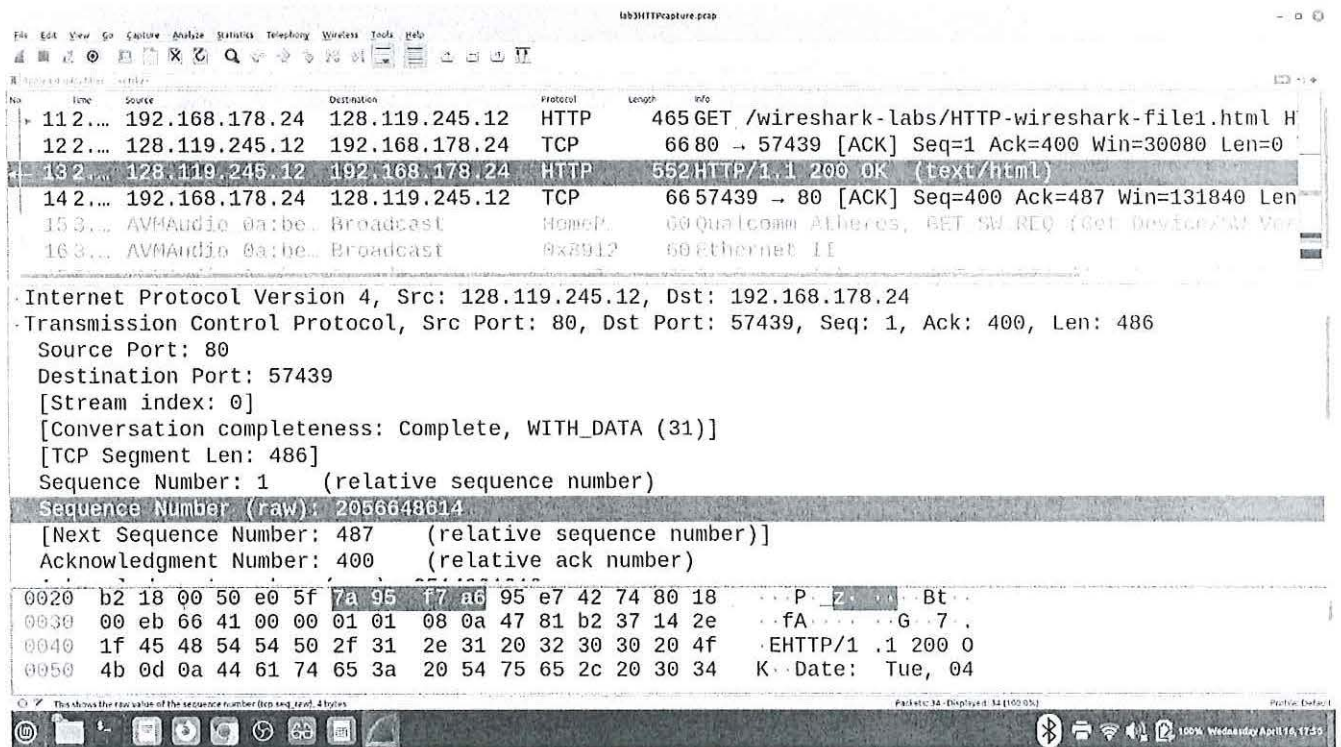 lab3HTTPcapture.pcap
File Edit View Go Capture Analyze Statistics Telephony Wireless Tools Help
No Time Source Destination Protocol Length Info
11 2.… 192.168.178.24 128.119.245.12 HTTP 465 GET /wireshark-labs/HTTP-wireshark-file1.html H
12 2.… 128.119.245.12 192.168.178.24 TCP 66 80 → 57439 [ACK] Seq=1 Ack=400 Win=30080 Len=0
13 2.… 128.119.245.12 192.168.178.24 HTTP 552 HTTP/1.1 200 OK (text/html)
14 2.… 192.168.178.24 128.119.245.12 TCP 66 57439 → 80 [ACK] Seq=400 Ack=487 Win=131840 Len
15 3.… AVMAudio 0a:be… Broadcast HomeP… 60 Qualcomm Atheros, GET SW REQ (Get Device/SW Ver
16 3.… AVMAudio 0a:be… Broadcast 0x8912 60 Ethernet II
Internet Protocol Version 4, Src: 128.119.245.12, Dst: 192.168.178.24
Transmission Control Protocol, Src Port: 80, Dst Port: 57439, Seq: 1, Ack: 400, Len: 486
Source Port: 80
Destination Port: 57439
[Stream index: 0]
[Conversation completeness: Complete, WITH_DATA (31)]
[TCP Segment Len: 486]
Sequence Number: 1 (relative sequence number)
Sequence Number (raw): 2056648614
[Next Sequence Number: 487 (relative sequence number)]
Acknowledgment Number: 400 (relative ack number)
0020 b2 18 00 50 e0 5f 7a 95 f7 a6 95 e7 42 74 80 18 ···P·_z·····Bt··
0030 00 eb 66 41 00 00 01 01 08 0a 47 81 b2 37 14 2e ··fA······G··7·.
0040 1f 45 48 54 54 50 2f 31 2e 31 20 32 30 30 20 4f ·EHTTP/1 .1 200 O
0050 4b 0d 0a 44 61 74 65 3a 20 54 75 65 2c 20 30 34 K··Date: Tue, 04
This shows the raw value of the sequence number (tcp.seq_raw), 4 bytes Packets: 34 · Displayed: 34 (100.0%) Profile: Default
100% Wednesday April 16, 17:55